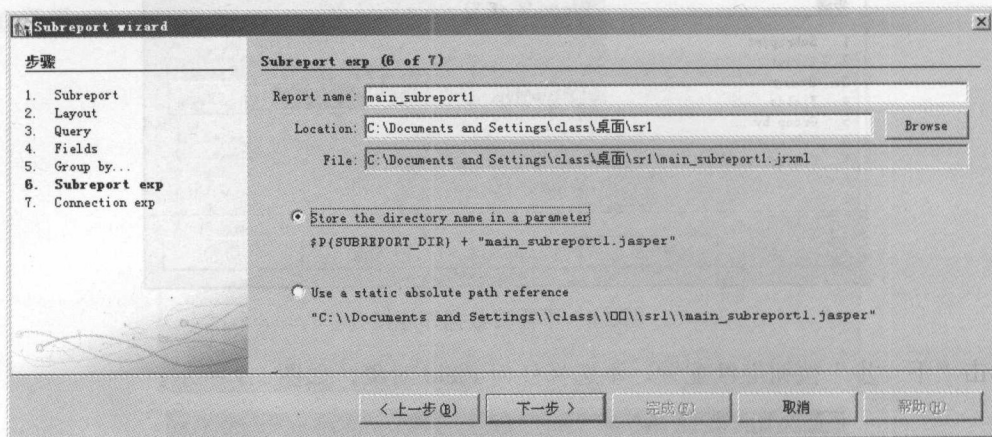 Subreport wizard
步骤
1. Subreport
2. Layout
3. Query
4. Fields
5. Group by...
6. Subreport exp
7. Connection exp
Subreport exp (6 of 7)
Report name: main_subreport1
Location: C:\Documents and Settings\class\桌面\sr1 Browse
File: C:\Documents and Settings\class\桌面\sr1\main_subreport1.jrxml
Store the directory name in a parameter
$P{SUBREPORT_DIR} + "main_subreport1.jasper"
Use a static absolute path reference
"C:\\Documents and Settings\\class\\□□\\sr1\\main_subreport1.jasper"
< 上一步(B) 下一步 > 完成(F) 取消 帮助(H)